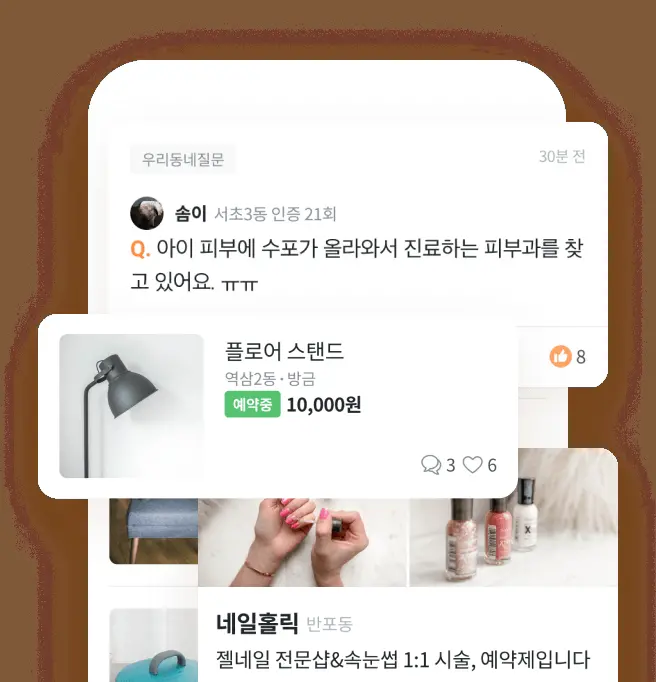 우리동네질문
30분 전
솜이 서초3동 인증 21회
Q. 아이 피부에 수포가 올라와서 진료하는 피부과를 찾
고 있어요. ㅠㅠ
8
플로어 스탠드
역삼2동 · 방금
예약중 10,000원
3 6
네일홀릭 반포동
젤네일 전문샵&속눈썹 1:1 시술, 예약제입니다